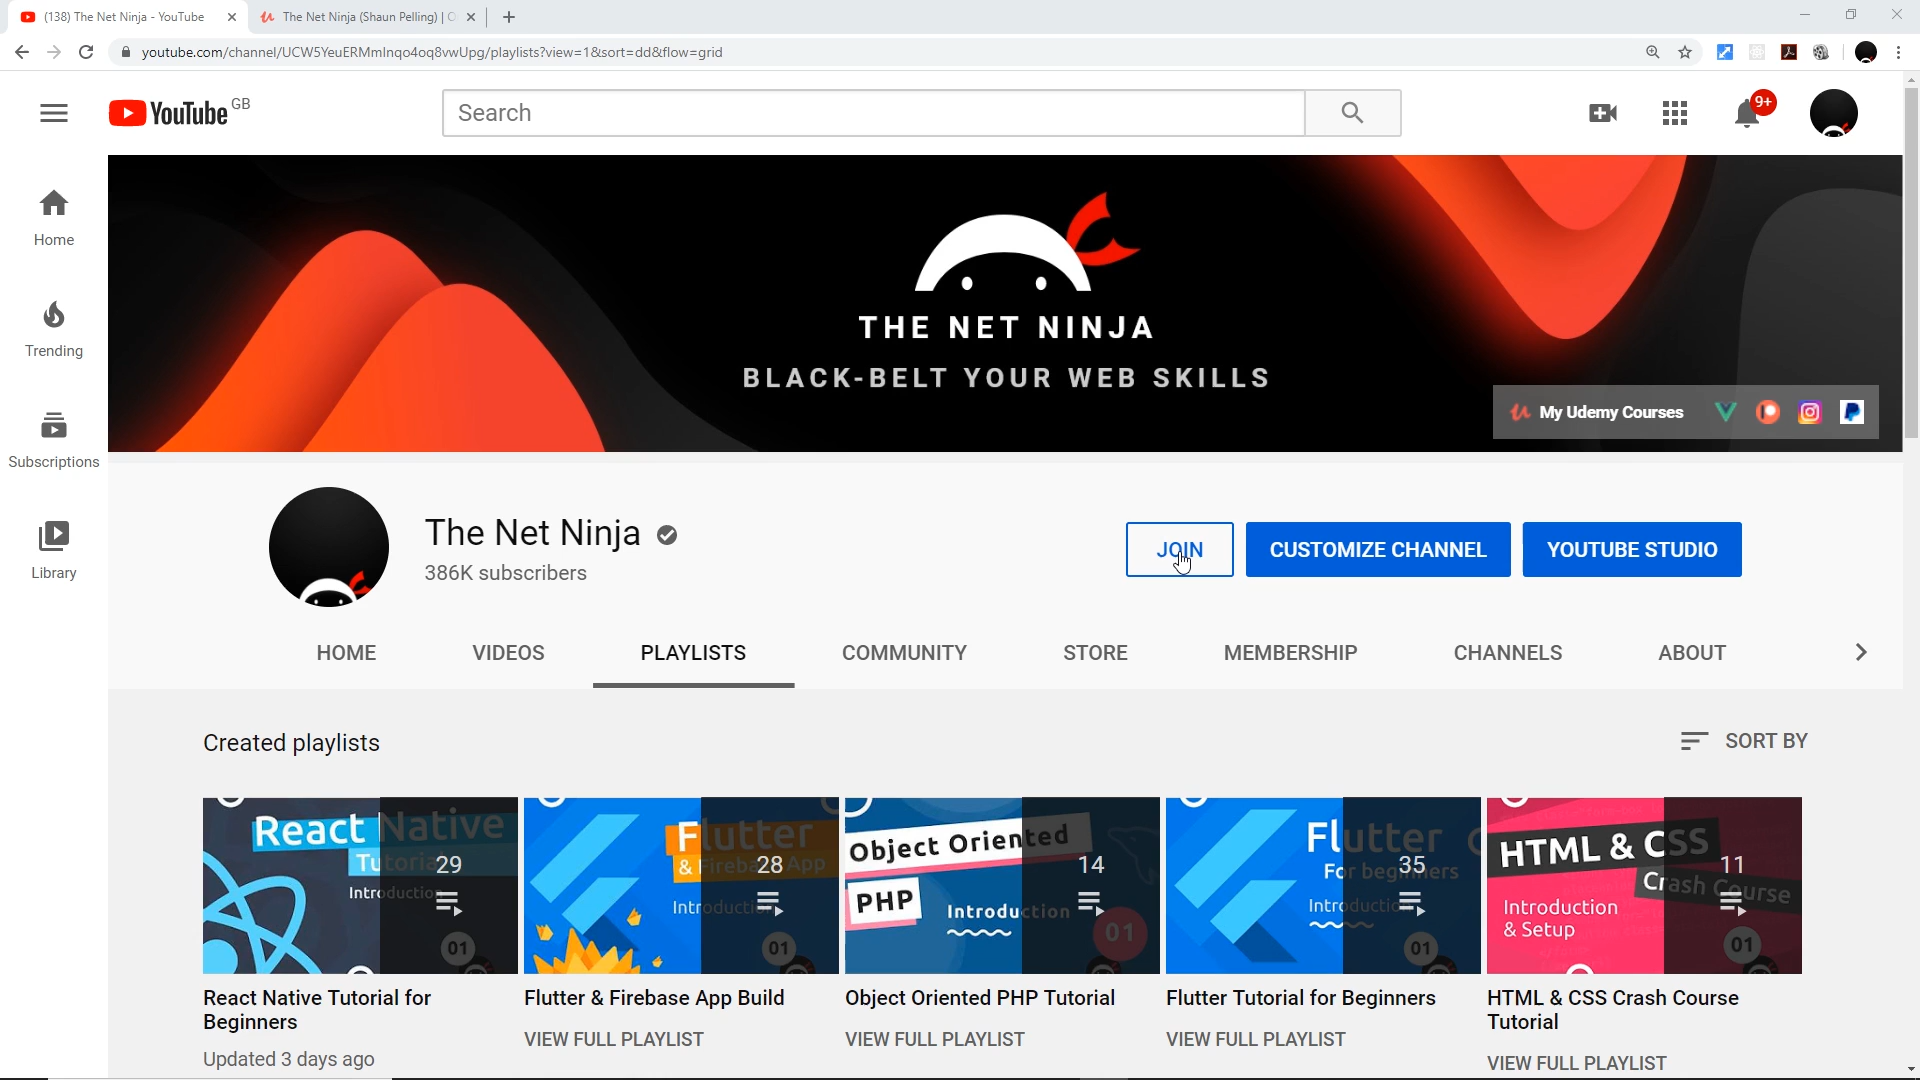 (138) The Net Ninja - YouTube
The Net Ninja (Shaun Pelling) |
youtube.com/channel/UCW5YeuERMmlnqo4oq8vwUpg/playlists?view=1&sort=dd&flow=grid
YouTube GB
Search
9+
Home
Trending
Subscriptions
Library
THE NET NINJA
BLACK-BELT YOUR WEB SKILLS
My Udemy Courses
The Net Ninja
386K subscribers
JOIN
CUSTOMIZE CHANNEL
YOUTUBE STUDIO
HOME
VIDEOS
PLAYLISTS
COMMUNITY
STORE
MEMBERSHIP
CHANNELS
ABOUT
Created playlists
SORT BY
React Native
Tutorial
Introduction
29
01
Flutter
& Firebase App
Introduction
28
01
Object Oriented
PHP
Introduction
14
01
Flutter
For beginners
Introduction
35
01
HTML & CSS
Crash Course
Introduction
& Setup
11
01
React Native Tutorial for
Beginners
Updated 3 days ago
Flutter & Firebase App Build
VIEW FULL PLAYLIST
Object Oriented PHP Tutorial
VIEW FULL PLAYLIST
Flutter Tutorial for Beginners
VIEW FULL PLAYLIST
HTML & CSS Crash Course
Tutorial
VIEW FULL PLAYLIST